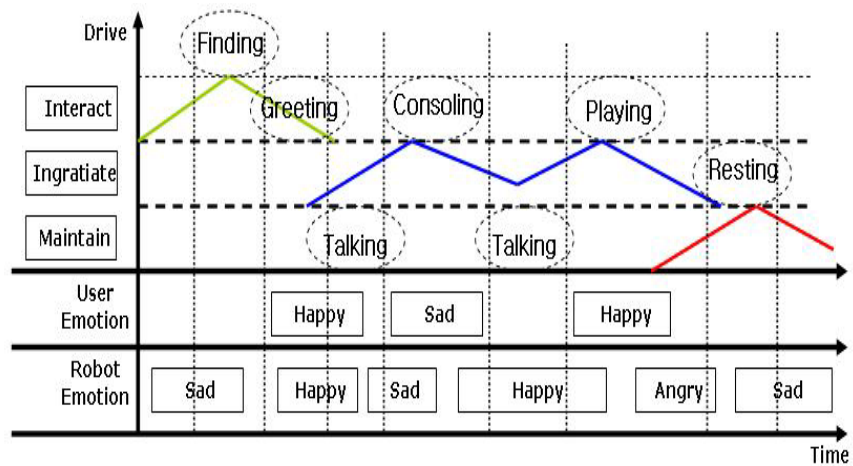 Drive
Finding
Interact
Greeting
Consoling
Playing
Ingratiate
Resting
Maintain
Talking
Talking
User
Emotion
Happy
Sad
Happy
Robot
Emotion
Sad
Happy
Sad
Happy
Angry
Sad
Time